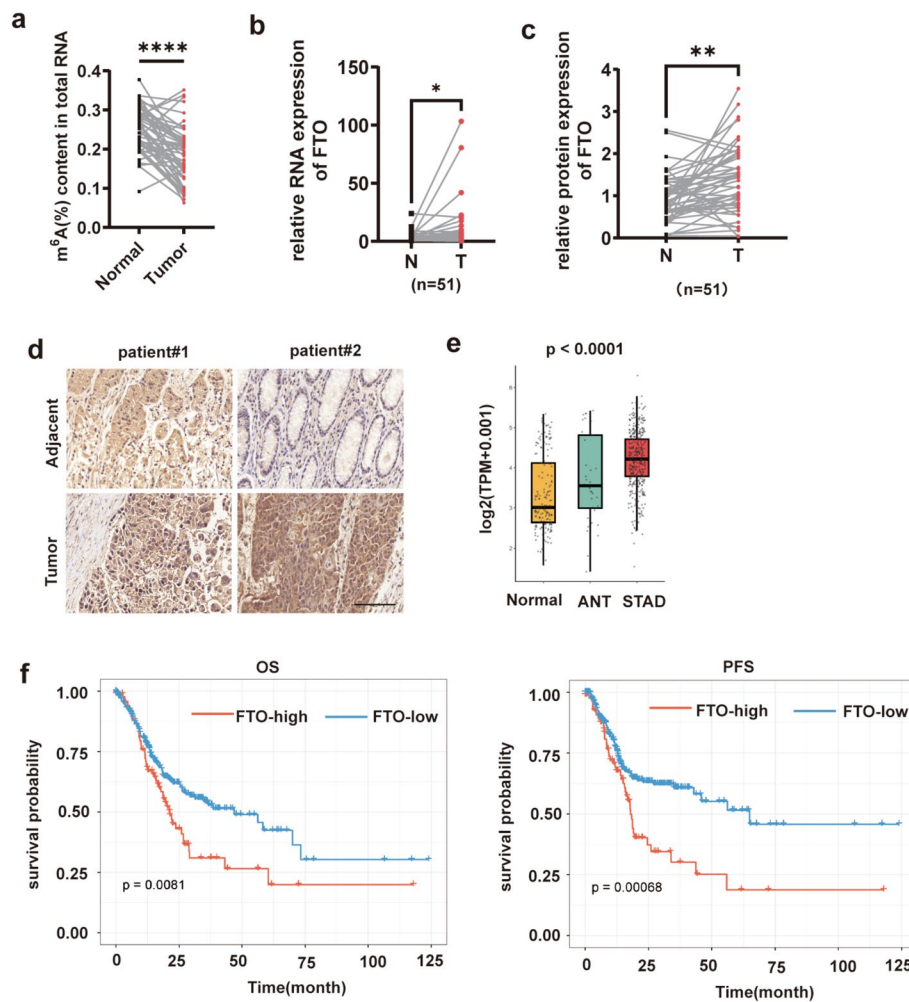 a
****
m⁶A(%) content in total RNA
0.4
0.3
0.2
0.1
0.0
Normal
Tumor
b
*
relative RNA expression
of FTO
150
100
50
0
N T
(n=51)
c
**
relative protein expression
of FTO
4
3
2
1
0
N T
（n=51）
d
patient#1 patient#2
Adjacent
Tumor
e
p < 0.0001
log2(TPM+0.001)
6
5
4
3
2
Normal ANT STAD
f
OS
survival probability
1.00
0.75
0.50
0.25
0.00
FTO-high FTO-low
p = 0.0081
0 25 50 75 100 125
Time(month)
PFS
survival probability
1.00
0.75
0.50
0.25
0.00
FTO-high FTO-low
p = 0.00068
0 25 50 75 100 125
Time(month)